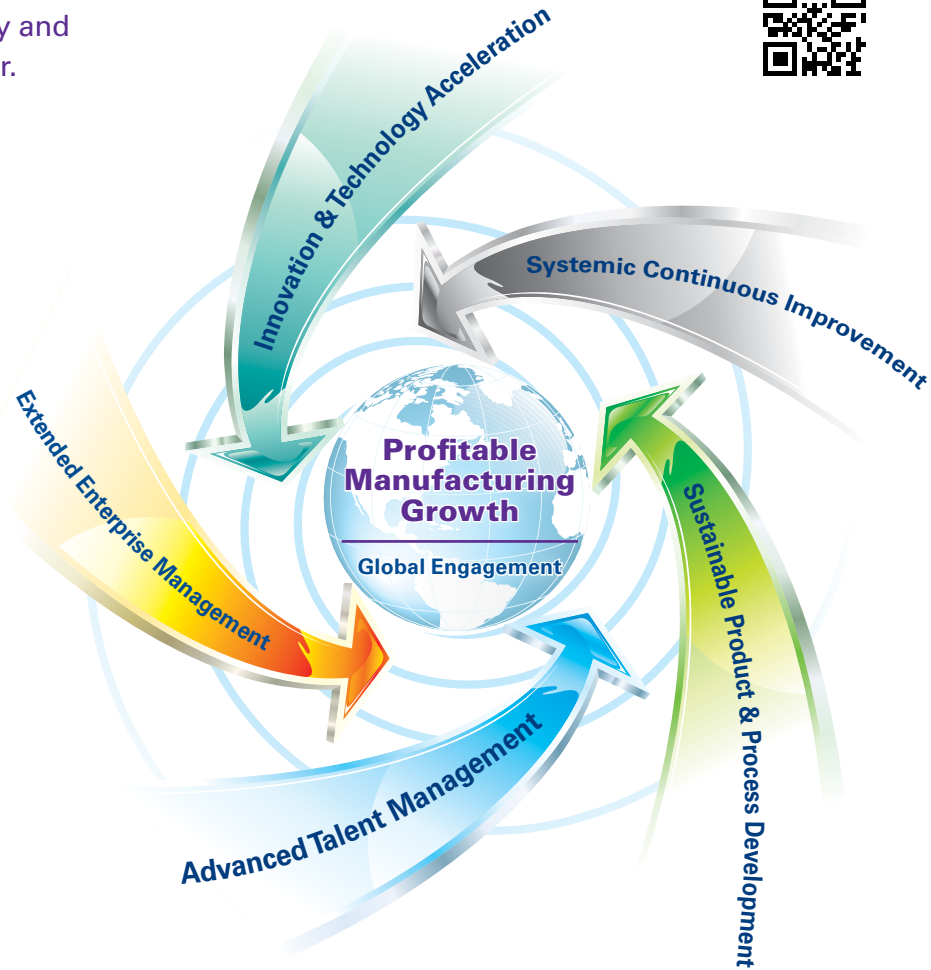 y and
r.
Innovation & Technology Acceleration
Systemic Continuous Improvement
Extended Enterprise Management
Profitable
Manufacturing
Growth
Global Engagement
Sustainable Product & Process Development
Advanced Talent Management